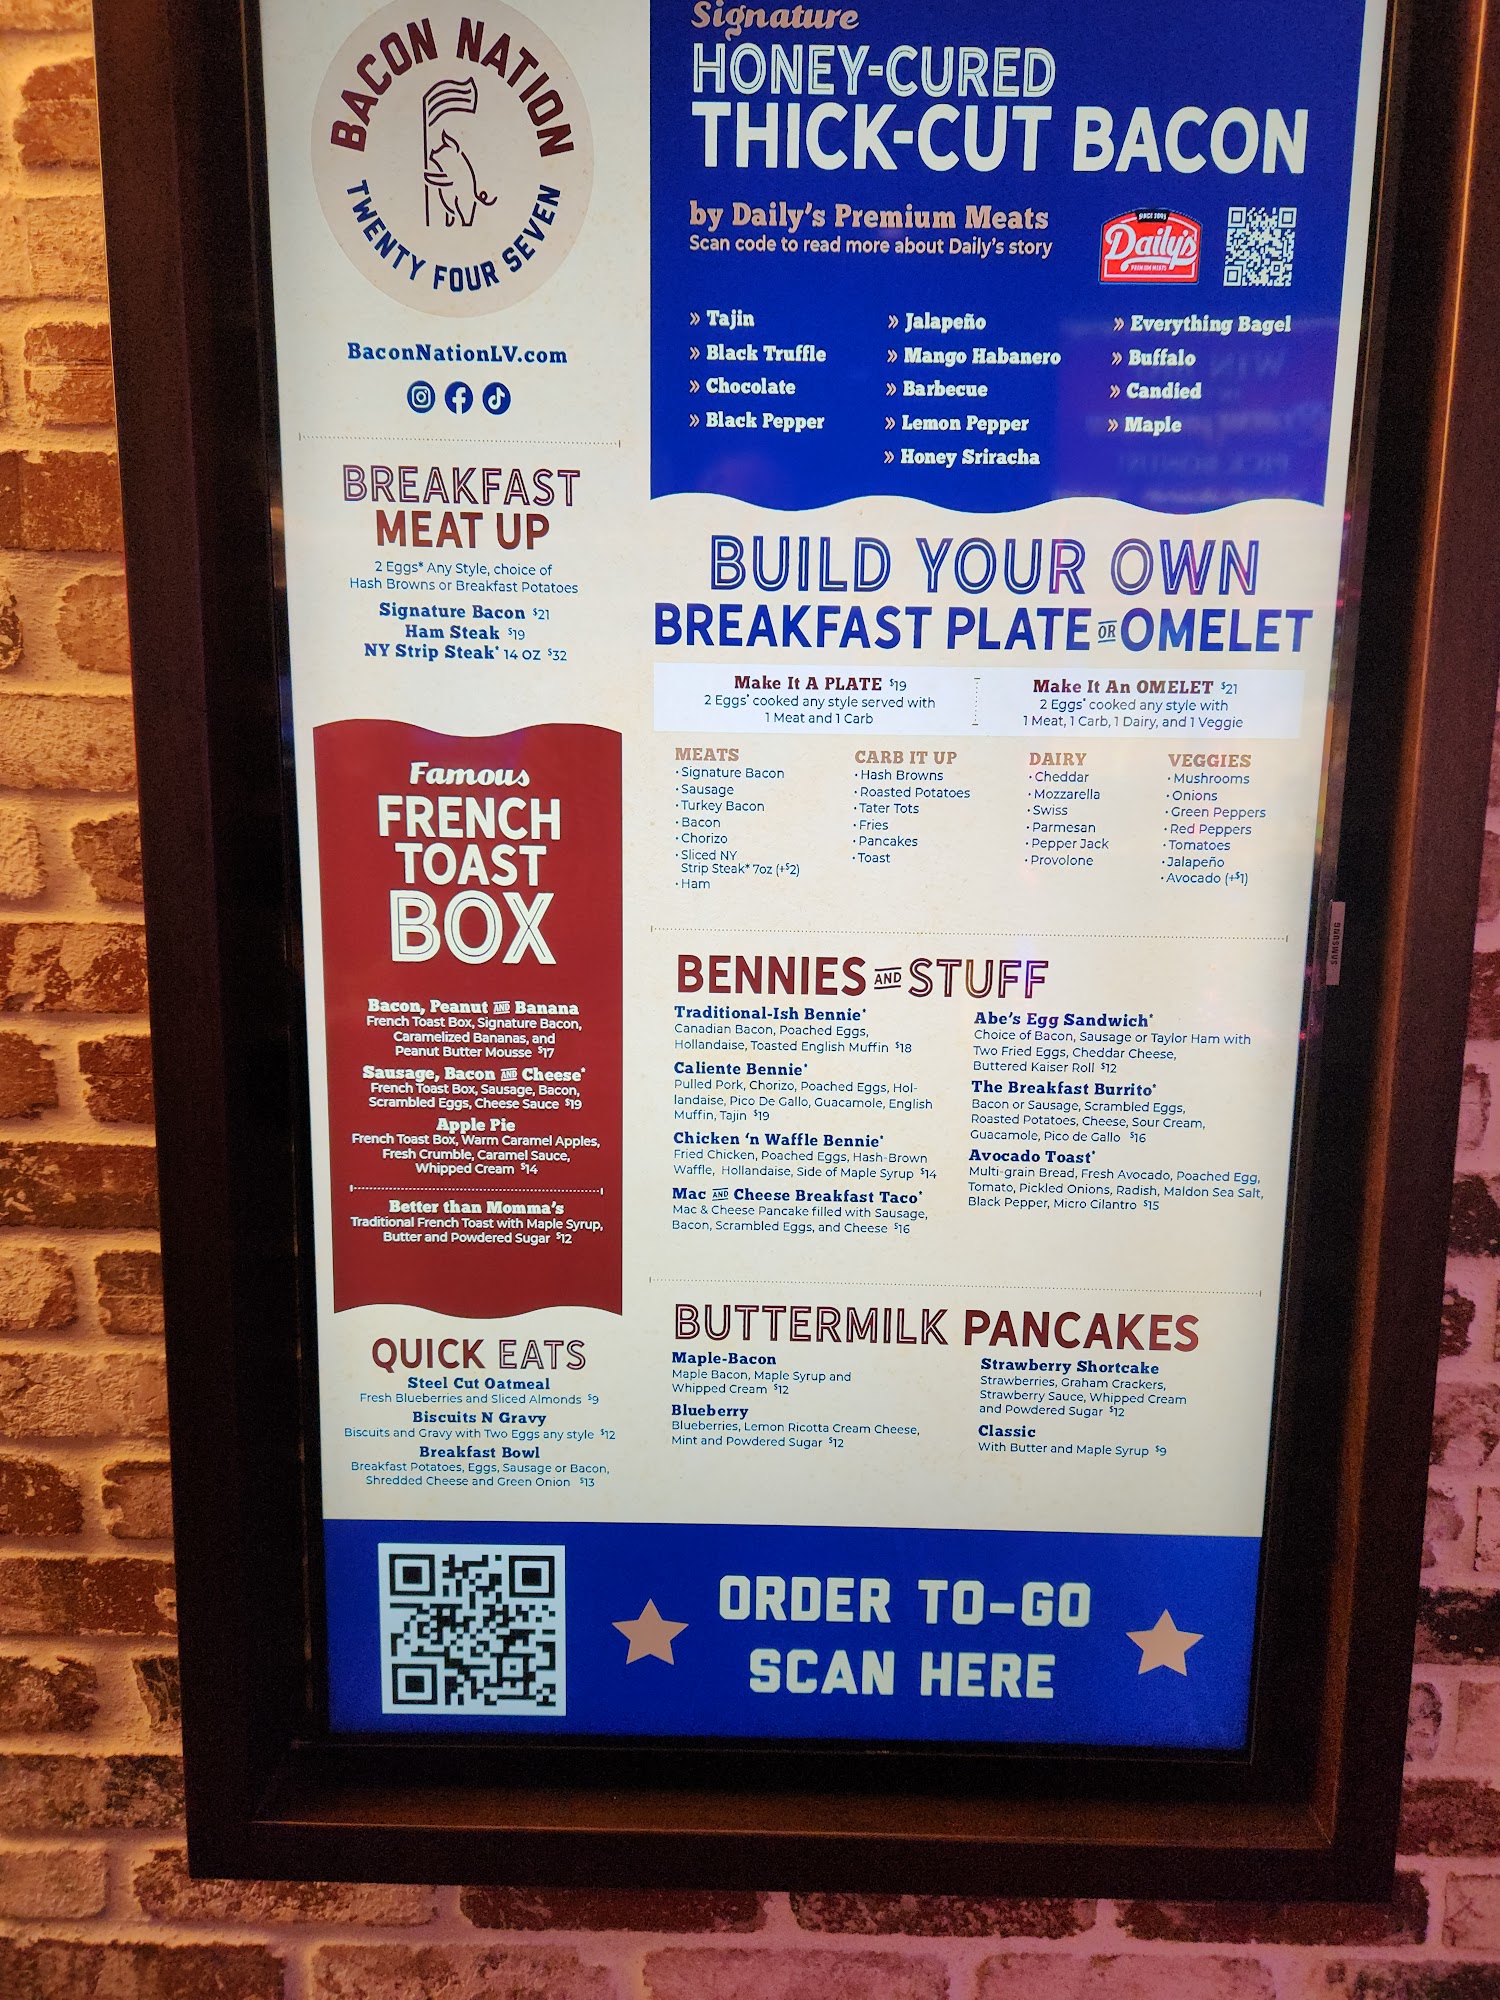 BACON NATION
TWENTY FOUR SEVEN
BaconNationLV.com
BREAKFAST
MEAT UP
2 Eggs* Any Style, choice of
Hash Browns or Breakfast Potatoes
Signature Bacon $21
Ham Steak $19
NY Strip Steak* 14 OZ $32
Famous
FRENCH
TOAST
BOX
Bacon, Peanut AND Banana
French Toast Box, Signature Bacon,
Caramelized Bananas, and
Peanut Butter Mousse $17
Sausage, Bacon AND Cheese*
French Toast Box, Sausage, Bacon,
Scrambled Eggs, Cheese Sauce $19
Apple Pie
French Toast Box, Warm Caramel Apples,
Fresh Crumble, Caramel Sauce,
Whipped Cream $14
Better than Momma's
Traditional French Toast with Maple Syrup,
Butter and Powdered Sugar $12
QUICK EATS
Steel Cut Oatmeal
Fresh Blueberries and Sliced Almonds $9
Biscuits N Gravy
Biscuits and Gravy with Two Eggs any style $12
Breakfast Bowl
Breakfast Potatoes, Eggs, Sausage or Bacon,
Shredded Cheese and Green Onion $13
Signature
HONEY-CURED
THICK-CUT BACON
by Daily's Premium Meats
Scan code to read more about Daily's story
Daily's
PREMIUM MEATS
» Tajin
» Black Truffle
» Chocolate
» Black Pepper
» Jalapeño
» Mango Habanero
» Barbecue
» Lemon Pepper
» Honey Sriracha
» Everything Bagel
» Buffalo
» Candied
» Maple
BUILD YOUR OWN
BREAKFAST PLATE OR OMELET
Make It A PLATE $19
2 Eggs* cooked any style served with
1 Meat and 1 Carb
Make It An OMELET $21
2 Eggs* cooked any style with
1 Meat, 1 Carb, 1 Dairy, and 1 Veggie
MEATS
• Signature Bacon
• Sausage
• Turkey Bacon
• Bacon
• Chorizo
• Sliced NY
Strip Steak* 7oz (+$2)
• Ham
CARB IT UP
• Hash Browns
• Roasted Potatoes
• Tater Tots
• Fries
• Pancakes
• Toast
DAIRY
• Cheddar
• Mozzarella
• Swiss
• Parmesan
• Pepper Jack
• Provolone
VEGGIES
• Mushrooms
• Onions
• Green Peppers
• Red Peppers
• Tomatoes
• Jalapeño
• Avocado (+$1)
BENNIES AND STUFF
Traditional-Ish Bennie*
Canadian Bacon, Poached Eggs,
Hollandaise, Toasted English Muffin $18
Caliente Bennie*
Pulled Pork, Chorizo, Poached Eggs, Hol-
landaise, Pico De Gallo, Guacamole, English
Muffin, Tajin $19
Chicken 'n Waffle Bennie*
Fried Chicken, Poached Eggs, Hash-Brown
Waffle, Hollandaise, Side of Maple Syrup $14
Mac AND Cheese Breakfast Taco*
Mac & Cheese Pancake filled with Sausage,
Bacon, Scrambled Eggs, and Cheese $16
Abe's Egg Sandwich*
Choice of Bacon, Sausage or Taylor Ham with
Two Fried Eggs, Cheddar Cheese,
Buttered Kaiser Roll $12
The Breakfast Burrito*
Bacon or Sausage, Scrambled Eggs,
Roasted Potatoes, Cheese, Sour Cream,
Guacamole, Pico de Gallo $16
Avocado Toast*
Multi-grain Bread, Fresh Avocado, Poached Egg,
Tomato, Pickled Onions, Radish, Maldon Sea Salt,
Black Pepper, Micro Cilantro $15
BUTTERMILK PANCAKES
Maple-Bacon
Maple Bacon, Maple Syrup and
Whipped Cream $12
Blueberry
Blueberries, Lemon Ricotta Cream Cheese,
Mint and Powdered Sugar $12
Strawberry Shortcake
Strawberries, Graham Crackers,
Strawberry Sauce, Whipped Cream
and Powdered Sugar $12
Classic
With Butter and Maple Syrup $9
SAMSUNG
ORDER TO-GO
SCAN HERE